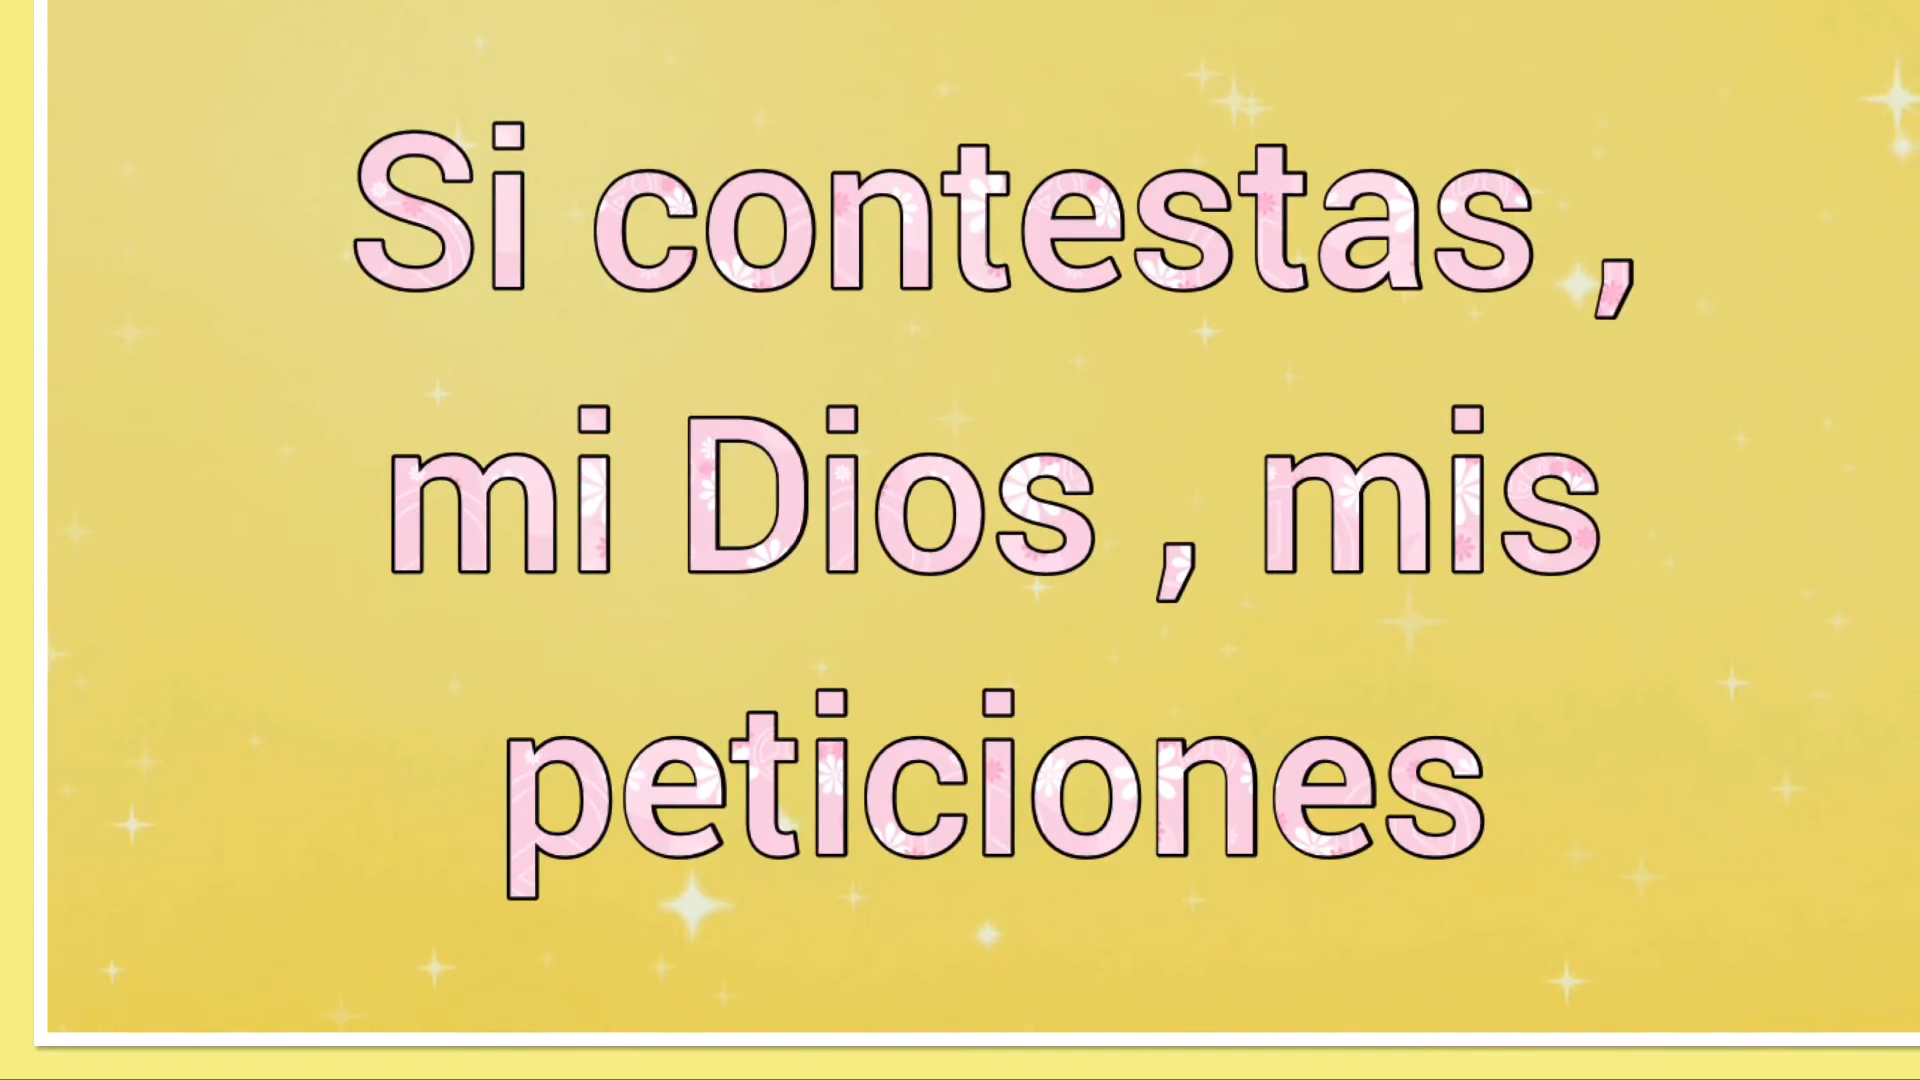 Si contestas ,
mi Dios , mis
peticiones